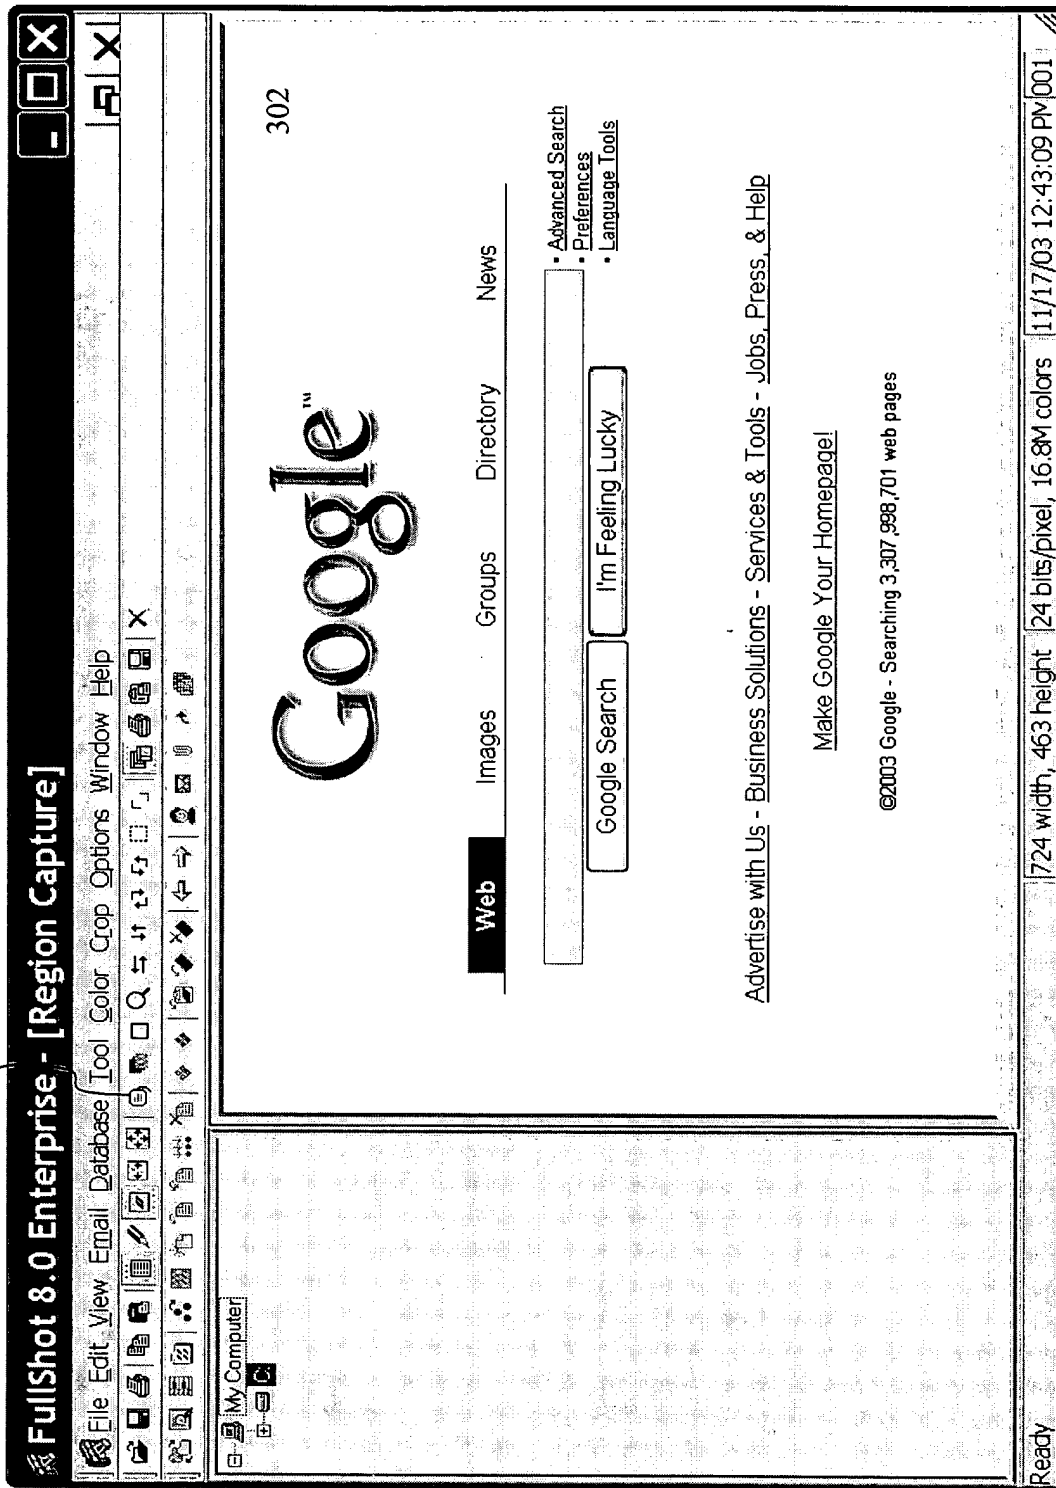 FullShot 8.0 Enterprise - [Region Capture]
File Edit View Email Database Tool Color Crop Options Window Help
My Computer
C:
302
Google™
Web Images Groups Directory News
• Advanced Search
• Preferences
• Language Tools
Google Search I'm Feeling Lucky
Advertise with Us - Business Solutions - Services & Tools - Jobs, Press, & Help
Make Google Your Homepage!
©2003 Google - Searching 3,307,998,701 web pages
Ready 724 width, 463 height 24 bits/pixel, 16.8M colors 11/17/03 12:43:09 PM 001